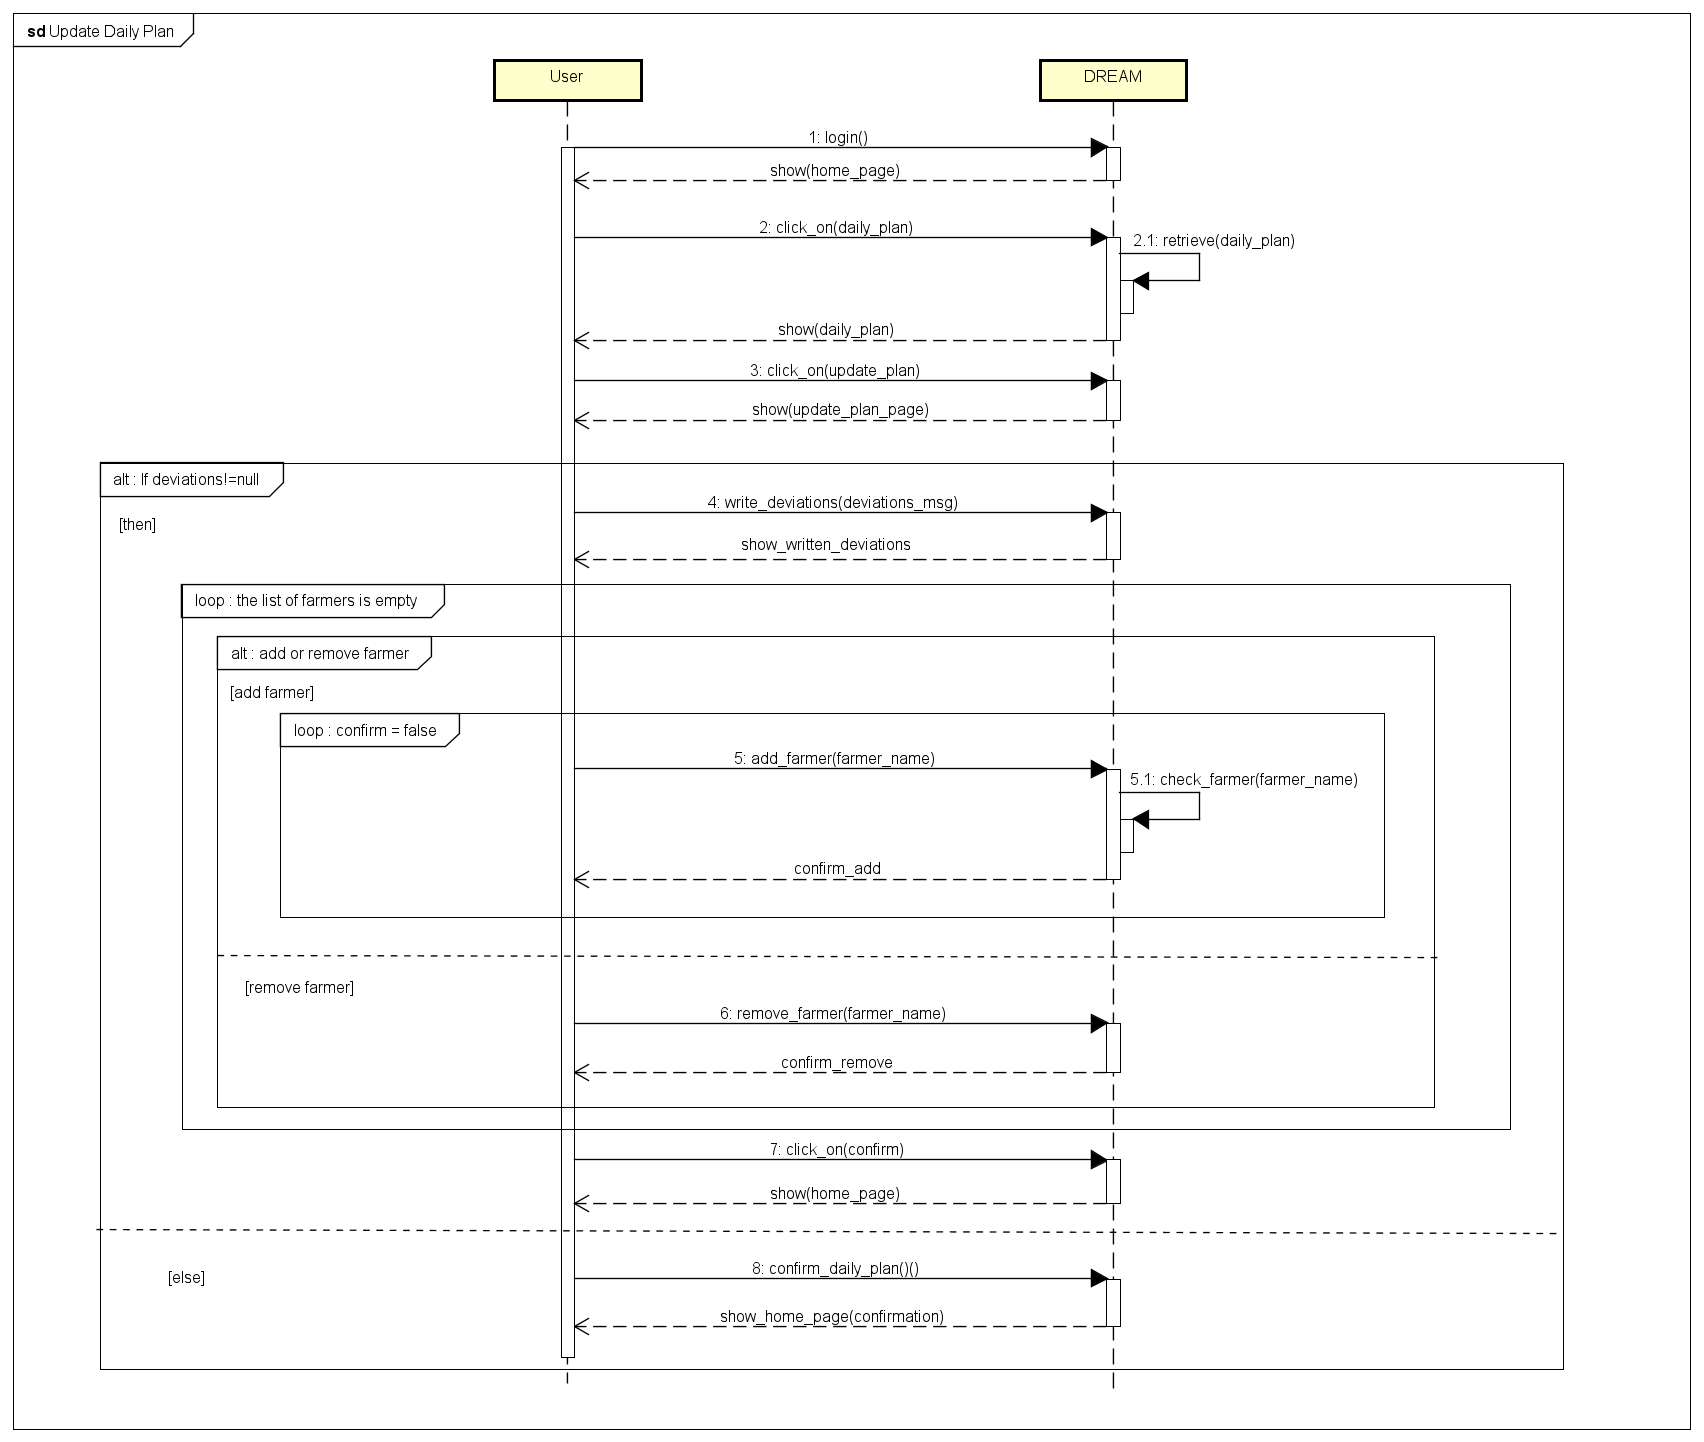 sd Update Daily Plan
User
DREAM
1: login()
show(home_page)
2: click_on(daily_plan)
2.1: retrieve(daily_plan)
show(daily_plan)
3: click_on(update_plan)
show(update_plan_page)
alt : If deviations!=null
4: write_deviations(deviations_msg)
[then]
show_written_deviations
loop : the list of farmers is empty
alt : add or remove farmer
[add farmer]
loop : confirm = false
5: add_farmer(farmer_name)
5.1: check_farmer(farmer_name)
confirm_add
[remove farmer]
6: remove_farmer(farmer_name)
confirm_remove
7: click_on(confirm)
show(home_page)
[else]
8: confirm_daily_plan()()
show_home_page(confirmation)